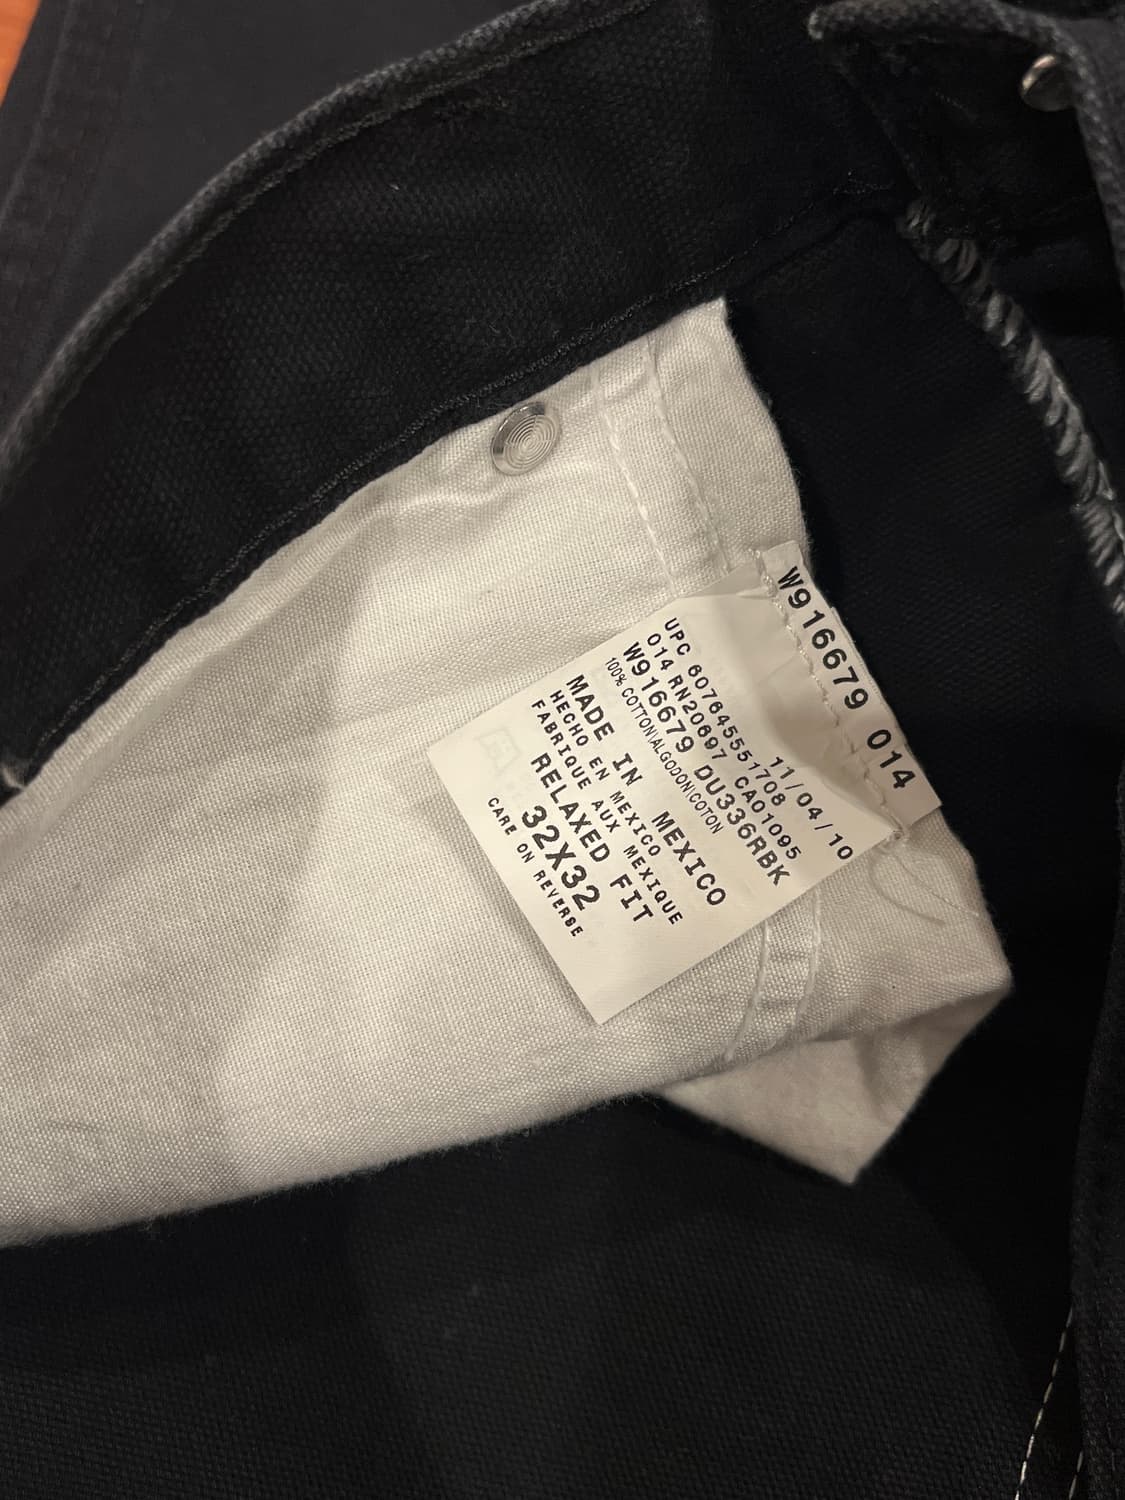 W916679 014
11/04/10
UPC 607645551708
014 RN20697 CA01095
W916679 DU336RBK
100% COTTON|ALGODON|COTON
MADE IN MEXICO
HECHO EN MEXICO
FABRIQUE AUX MEXIQUE
RELAXED FIT
32X32
CARE ON REVERSE